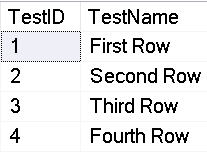 TestID TestName
1 First Row
2 Second Row
3 Third Row
4 Fourth Row